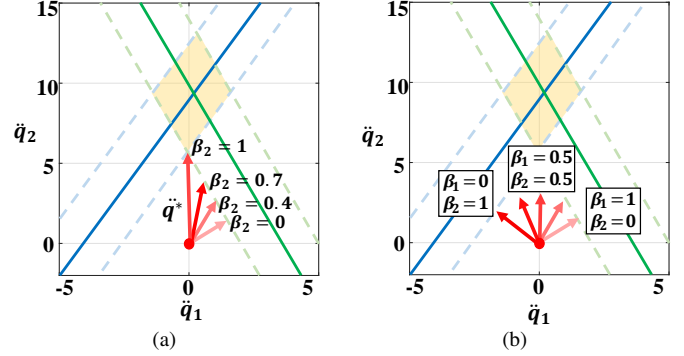 15
10
5
0
-5
0
5
q̈₂
q̈₁
β₂ = 1
β₂ = 0.7
β₂ = 0.4
β₂ = 0
q̈*
(a)
15
10
5
0
-5
0
5
q̈₂
q̈₁
β₁ = 0.5
β₂ = 0.5
β₁ = 0
β₂ = 1
β₁ = 1
β₂ = 0
(b)